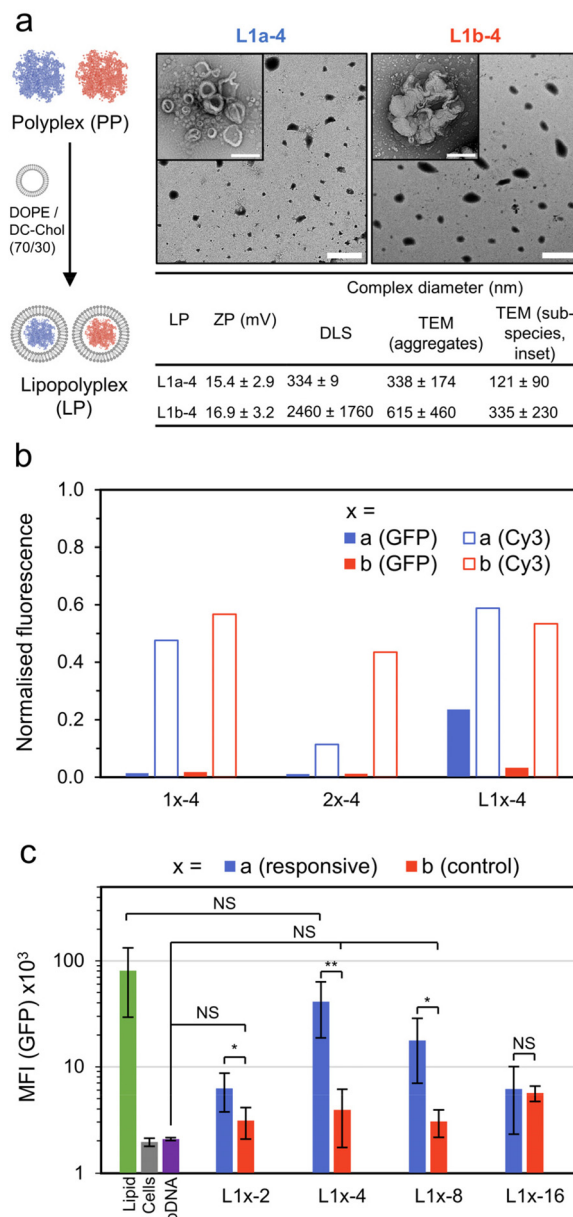 a
L1a-4
L1b-4
Polyplex (PP)
DOPE /
DC-Chol
(70/30)
Lipopolyplex
(LP)
Complex diameter (nm)
LP
ZP (mV)
DLS
TEM
(aggregates)
TEM (sub-
species,
inset)
L1a-4 15.4 ± 2.9 334 ± 9 338 ± 174 121 ± 90
L1b-4 16.9 ± 3.2 2460 ± 1760 615 ± 460 335 ± 230
b
Normalised fluorescence
1.0
0.8
0.6
0.4
0.2
0.0
x =
a (GFP) a (Cy3)
b (GFP) b (Cy3)
1x-4 2x-4 L1x-4
c
x = a (responsive) b (control)
MFI (GFP) x10³
100
10
1
NS
NS
NS
*
**
*
NS
Lipid
Cells
pDNA
L1x-2 L1x-4 L1x-8 L1x-16